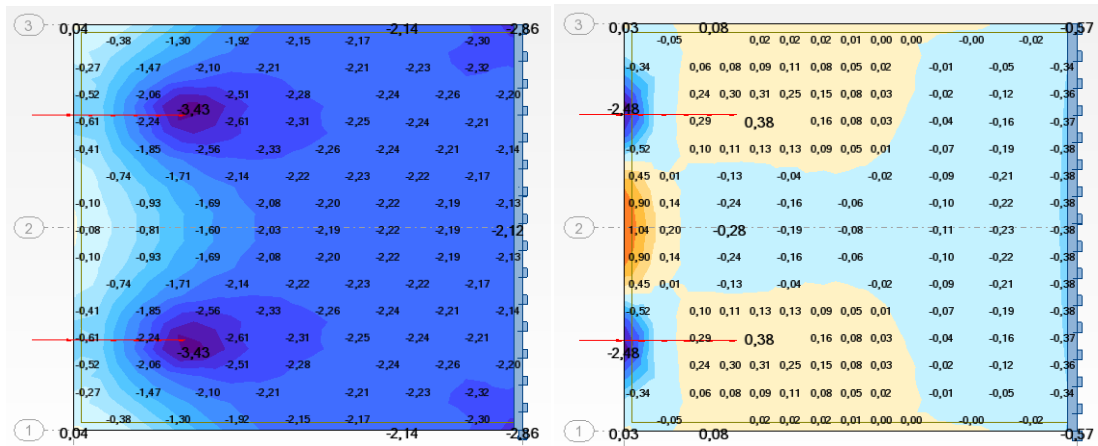 3 0,04 -2,14 -2,86
-0,38 -1,30 -1,92 -2,15 -2,17 -2,30
-0,27 -1,47 -2,10 -2,21 -2,21 -2,23 -2,32
-0,52 -2,06 -2,51 -2,28 -2,24 -2,26 -2,20
-3,43
-0,61 -2,24 -2,61 -2,31 -2,25 -2,24 -2,21
-0,41 -1,85 -2,56 -2,33 -2,26 -2,24 -2,21 -2,14
-0,74 -1,71 -2,14 -2,22 -2,23 -2,22 -2,17
-0,10 -0,93 -1,69 -2,08 -2,20 -2,22 -2,19 -2,13
2 -0,08 -0,81 -1,60 -2,03 -2,19 -2,22 -2,19 -2,12
-0,10 -0,93 -1,69 -2,08 -2,20 -2,22 -2,19 -2,13
-0,74 -1,71 -2,14 -2,22 -2,23 -2,22 -2,17
-0,41 -1,85 -2,56 -2,33 -2,26 -2,24 -2,21 -2,14
-0,61 -2,24 -2,61 -2,31 -2,25 -2,24 -2,21
-3,43
-0,52 -2,06 -2,51 -2,28 -2,24 -2,26 -2,20
-0,27 -1,47 -2,10 -2,21 -2,21 -2,23 -2,32
-0,38 -1,30 -1,92 -2,15 -2,17 -2,30
1 0,04 -2,14 -2,86
3 0,03 0,08 -0,57
-0,05 0,02 0,02 0,02 0,01 0,00 0,00 -0,00 -0,02
-0,34 0,06 0,08 0,09 0,11 0,08 0,05 0,02 -0,01 -0,05 -0,34
0,24 0,30 0,31 0,25 0,15 0,08 0,03 -0,02 -0,12 -0,36
-2,48
0,29 0,38 0,16 0,08 0,03 -0,04 -0,16 -0,37
-0,52 0,10 0,11 0,13 0,13 0,09 0,05 0,01 -0,07 -0,19 -0,38
0,45 0,01 -0,13 -0,04 -0,02 -0,09 -0,21 -0,38
0,90 0,14 -0,24 -0,16 -0,06 -0,10 -0,22 -0,38
2 1,04 0,20 -0,28 -0,19 -0,08 -0,11 -0,23 -0,38
0,90 0,14 -0,24 -0,16 -0,06 -0,10 -0,22 -0,38
0,45 0,01 -0,13 -0,04 -0,02 -0,09 -0,21 -0,38
-0,52 0,10 0,11 0,13 0,13 0,09 0,05 0,01 -0,07 -0,19 -0,38
0,29 0,38 0,16 0,08 0,03 -0,04 -0,16 -0,37
-2,48
0,24 0,30 0,31 0,25 0,15 0,08 0,03 -0,02 -0,12 -0,36
-0,34 0,06 0,08 0,09 0,11 0,08 0,05 0,02 -0,01 -0,05 -0,34
-0,05 0,02 0,02 0,02 0,01 0,00 0,00 -0,00 -0,02
1 0,03 0,08 -0,57